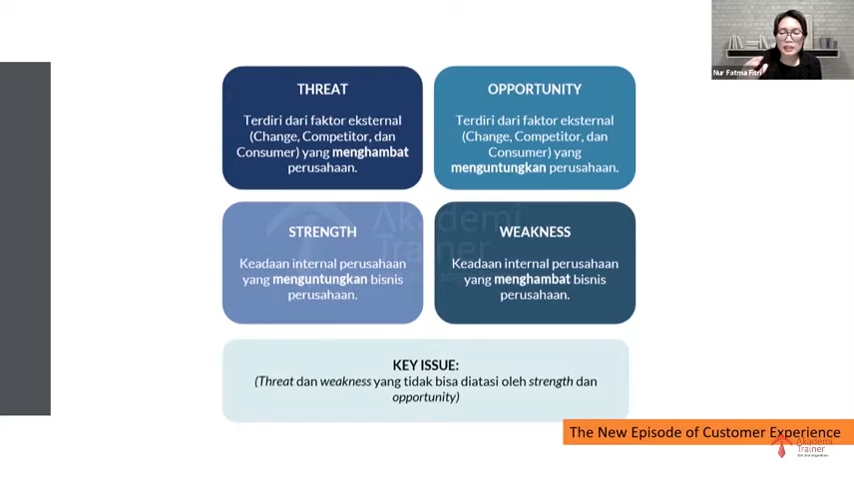 Nur Fatma Fitri
THREAT
Terdiri dari faktor eksternal
(Change, Competitor, dan
Consumer) yang menghambat
perusahaan.
OPPORTUNITY
Terdiri dari faktor eksternal
(Change, Competitor, dan
Consumer) yang
menguntungkan perusahaan.
STRENGTH
Keadaan internal perusahaan
yang menguntungkan bisnis
perusahaan.
WEAKNESS
Keadaan internal perusahaan
yang menghambat bisnis
perusahaan.
Akademi
Trainer
KEY ISSUE:
(Threat dan weakness yang tidak bisa diatasi oleh strength dan
opportunity)
The New Episode of Customer Experience
Akademi
Trainer